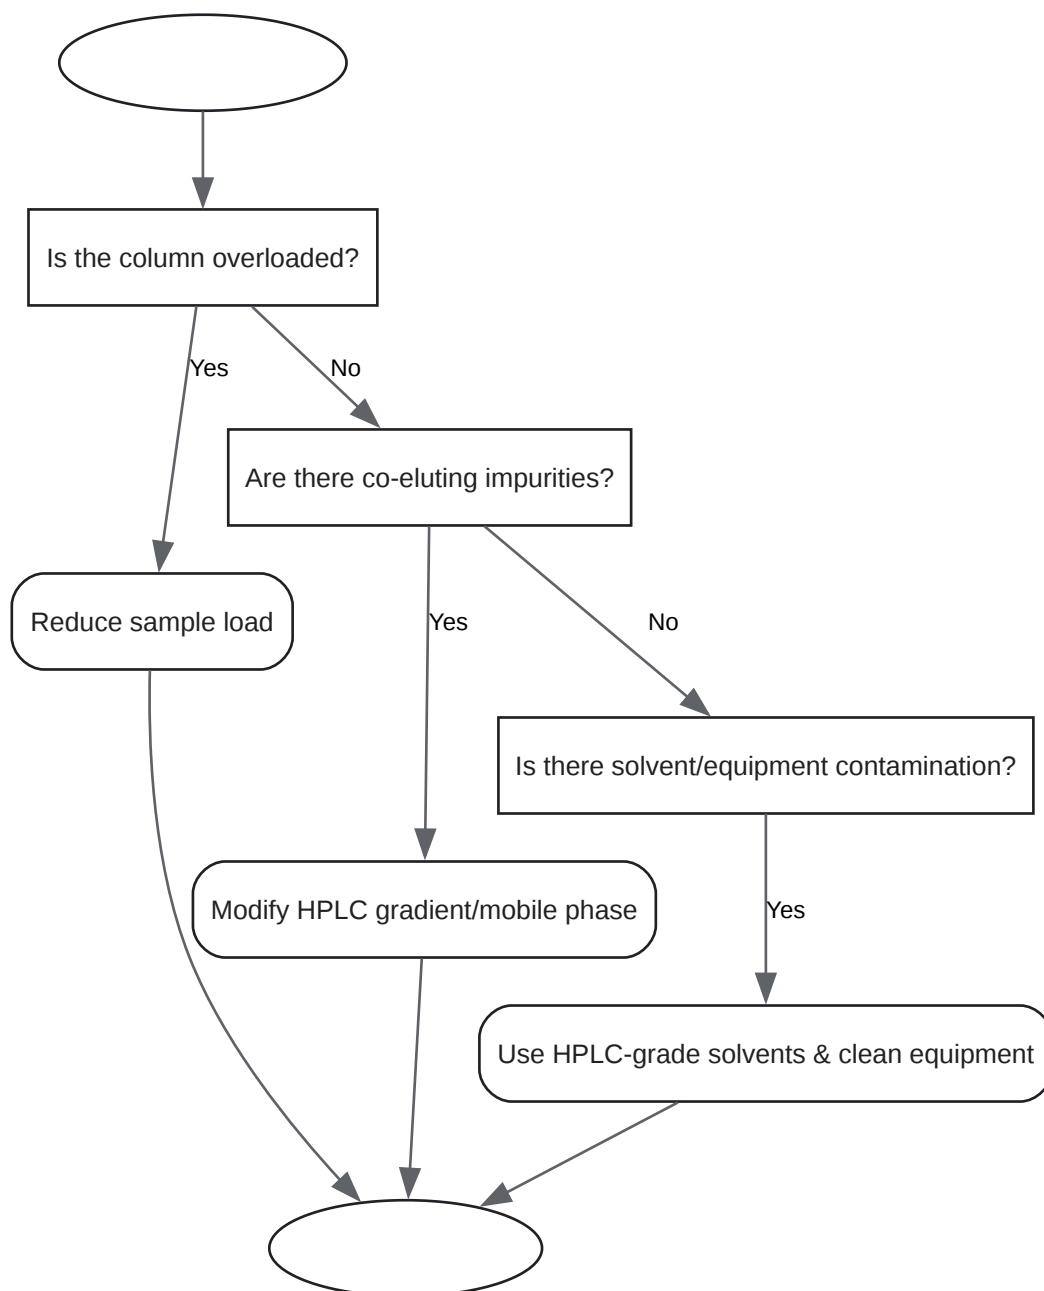 Is the column overloaded?
Yes
No
Are there co-eluting impurities?
Reduce sample load
Yes
No
Is there solvent/equipment contamination?
Modify HPLC gradient/mobile phase
Yes
Use HPLC-grade solvents & clean equipment